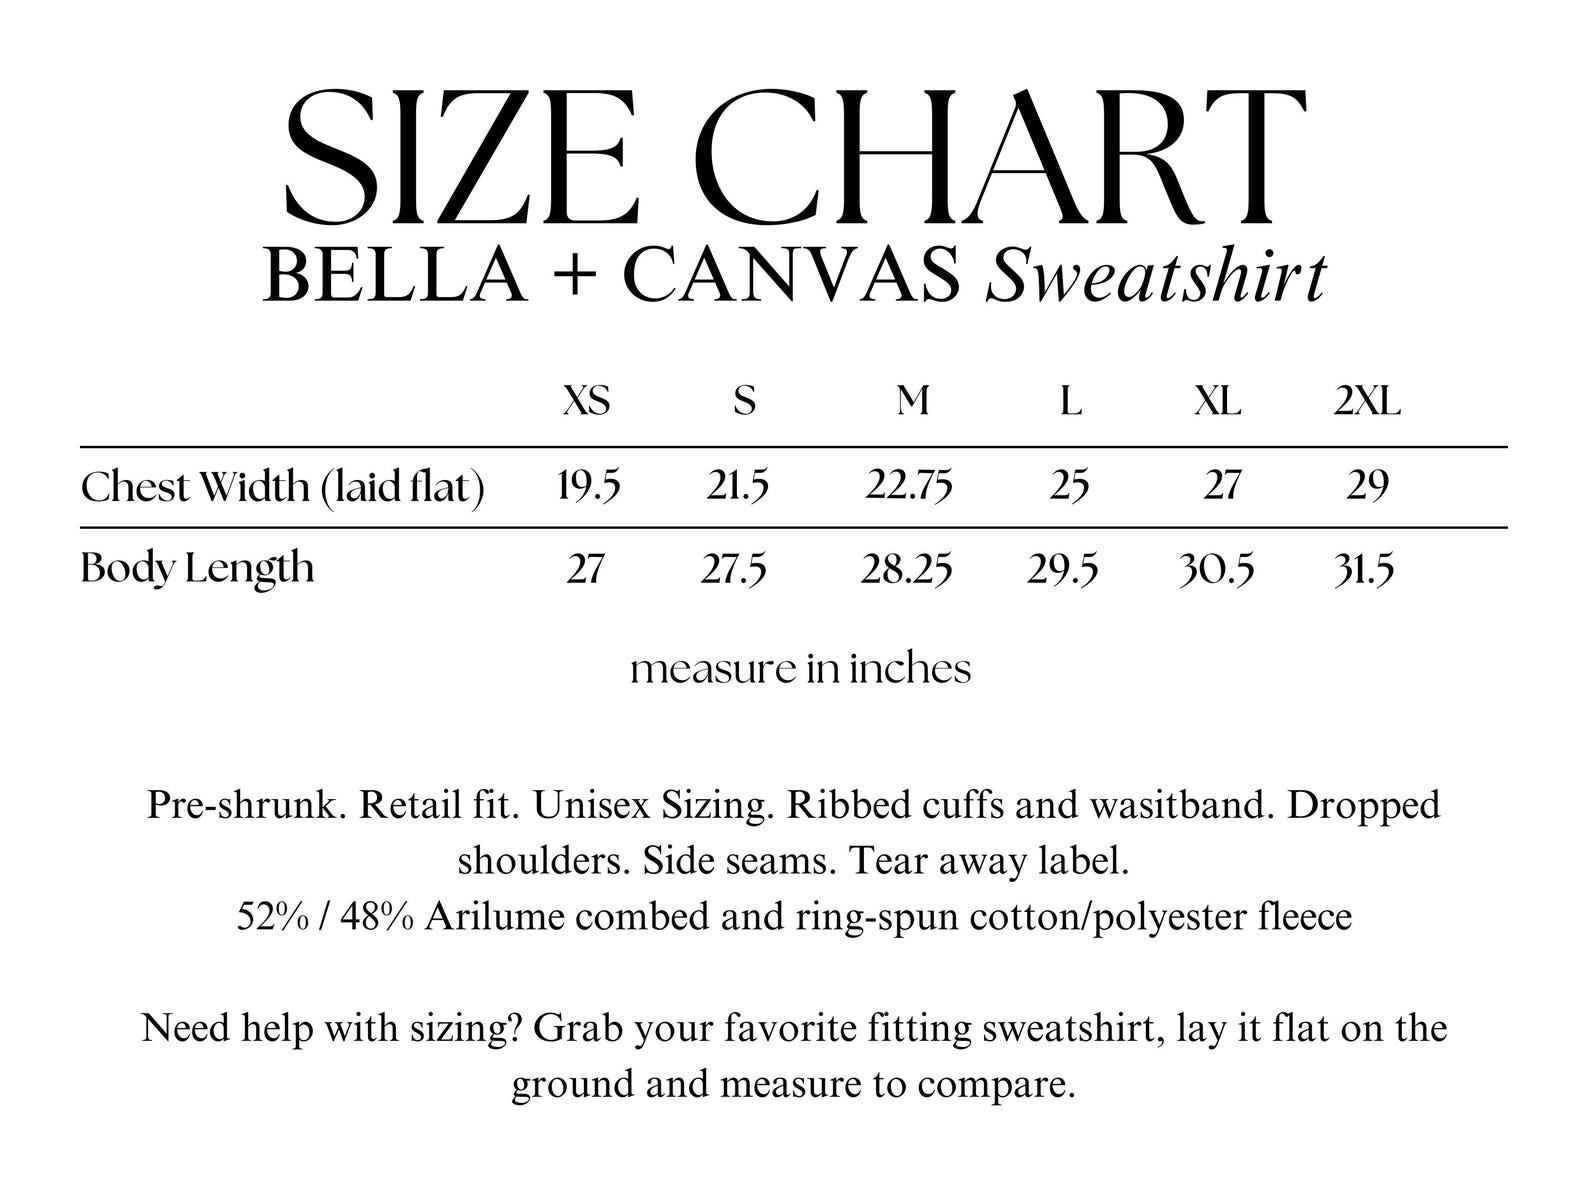 SIZE CHART
BELLA + CANVAS Sweatshirt
XS S M L XL 2XL
Chest Width (laid flat) 19.5 21.5 22.75 25 27 29
Body Length 27 27.5 28.25 29.5 30.5 31.5
measure in inches
Pre-shrunk. Retail fit. Unisex Sizing. Ribbed cuffs and wasitband. Dropped
shoulders. Side seams. Tear away label.
52% / 48% Arilume combed and ring-spun cotton/polyester fleece
Need help with sizing? Grab your favorite fitting sweatshirt, lay it flat on the
ground and measure to compare.